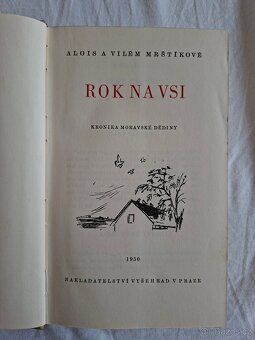 ALOIS A VILÉM MRŠTÍKOVÉ
ROK NA VSI
KRONIKA MORAVSKÉ DĚDINY
1950
NAKLADATELSTVÍ VYŠEHRAD V PRAZE